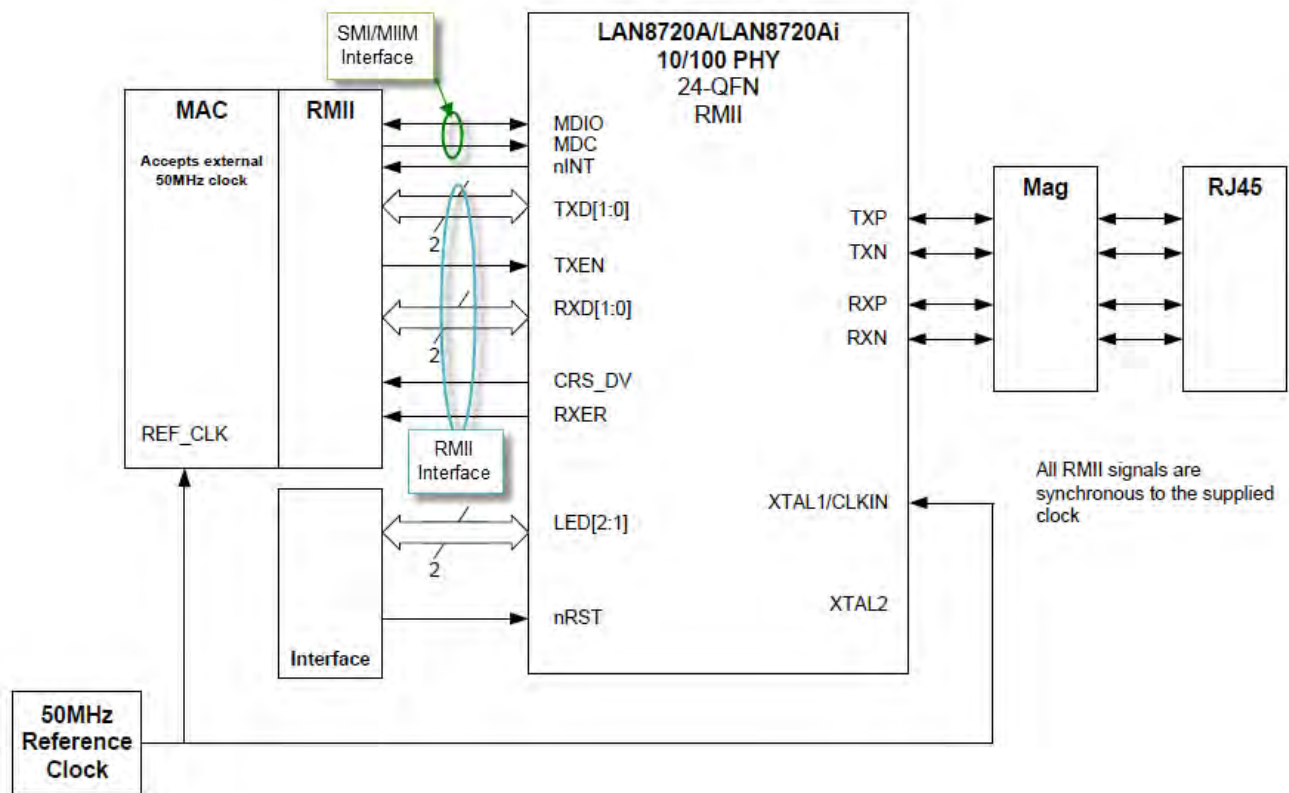 SMI/MIIM
Interface
LAN8720A/LAN8720Ai
10/100 PHY
24-QFN
RMII
MAC
RMII
Accepts external
50MHz clock
MDIO
MDC
nINT
TXD[1:0]
2
TXEN
RXD[1:0]
2
CRS_DV
RXER
REF_CLK
RMII
Interface
LED[2:1]
2
nRST
Interface
TXP
TXN
RXP
RXN
Mag
RJ45
XTAL1/CLKIN
XTAL2
All RMII signals are
synchronous to the supplied
clock
50MHz
Reference
Clock